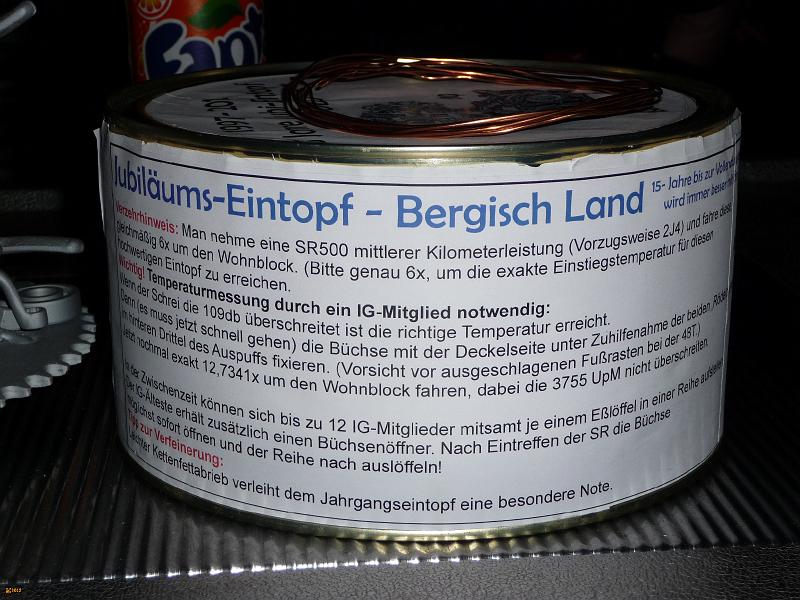 Fant
Jubiläums-Eintopf - Bergisch Land
15- Jahre bis zur
wird immer besser
Verzehrhinweis: Man nehme eine SR500 mittlerer Kilometerleistung (Vorzugsweise 2J4) und fahre diese
gleichmäßig 6x um den Wohnblock. (Bitte genau 6x, um die exakte Einstiegstemperatur für diesen
hochwertigen Eintopf zu erreichen.
Wichtig! Temperaturmessung durch ein IG-Mitglied notwendig:
Wenn der Schrei die 109db überschreitet ist die richtige Temperatur erreicht.
Dann (es muss jetzt schnell gehen) die Büchse mit der Deckelseite unter Zuhilfenahme der beiden
im hinteren Drittel des Auspuffs fixieren. (Vorsicht vor ausgeschlagenen Fußrasten bei der 48T.)
Jetzt nochmal exakt 12,7341x um den Wohnblock fahren, dabei die 3755 UpM nicht überschreiten.
In der Zwischenzeit können sich bis zu 12 IG-Mitglieder mitsamt je einem Eßlöffel in einer Reihe
Der IG-Älteste erhält zusätzlich einen Büchsenöffner. Nach Eintreffen der SR die Büchse
möglichst sofort öffnen und der Reihe nach auslöffeln!
Tips zur Verfeinerung:
Leichter Kettenfettabrieb verleiht dem Jahrgangseintopf eine besondere Note.